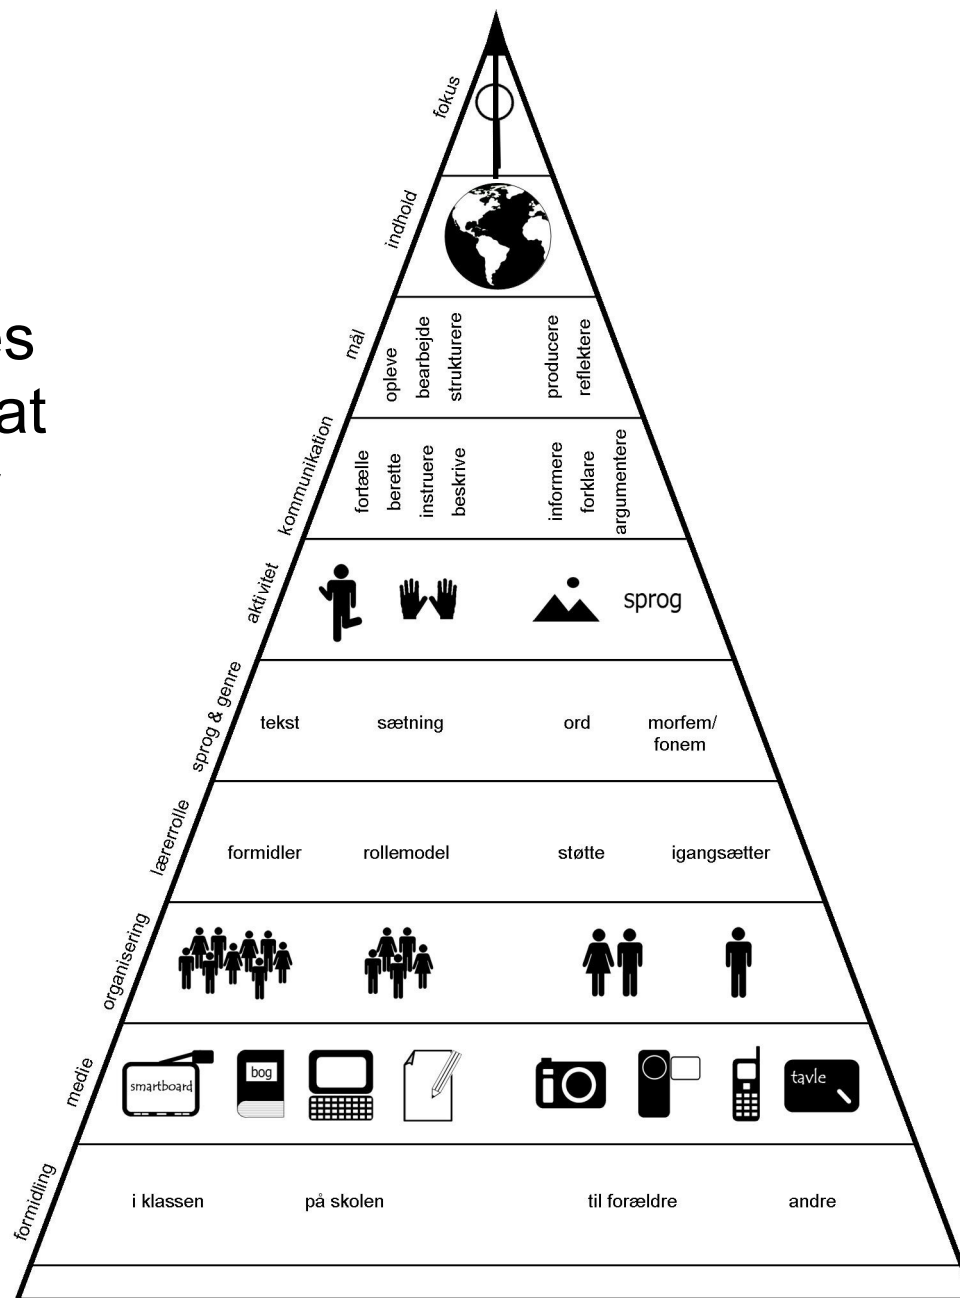 fokus
indhold
es
at
mål
opleve
bearbejde
strukturere
producere
reflektere
kommunikation
fortælle
berette
instruere
beskrive
informere
forklare
argumentere
aktivitet
sprog
sprog & genre
tekst sætning ord morfem/
fonem
lærerrolle
formidler rollemodel støtte igangsætter
organisering
medie
smartboard bog tavle
formidling
i klassen på skolen til forældre andre